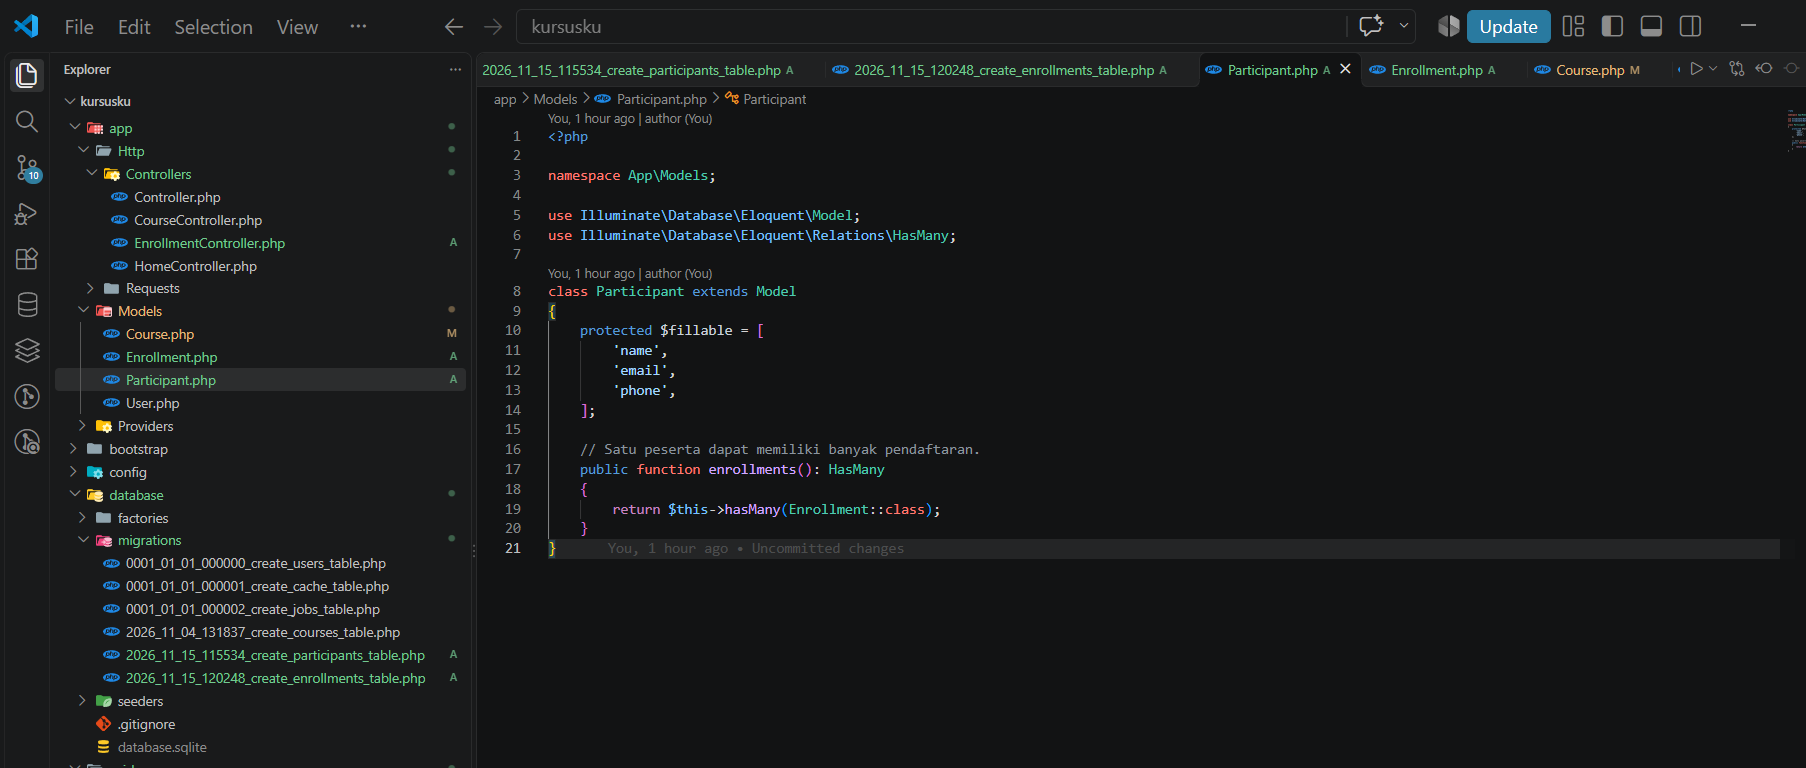 File Edit Selection View ··· kursusku Update
Explorer ···
kursusku
app
Http
Controllers
Controller.php
CourseController.php
EnrollmentController.php A
HomeController.php
Requests
Models
Course.php M
Enrollment.php A
Participant.php A
User.php
Providers
bootstrap
config
database
factories
migrations
0001_01_01_000000_create_users_table.php
0001_01_01_000001_create_cache_table.php
0001_01_01_000002_create_jobs_table.php
2026_11_04_131837_create_courses_table.php
2026_11_15_115534_create_participants_table.php A
2026_11_15_120248_create_enrollments_table.php A
seeders
.gitignore
database.sqlite
10
2026_11_15_115534_create_participants_table.php A 2026_11_15_120248_create_enrollments_table.php A Participant.php A Enrollment.php A Course.php M
app > Models > Participant.php > Participant
You, 1 hour ago | author (You)
1 <?php
2
3 namespace App\Models;
4
5 use Illuminate\Database\Eloquent\Model;
6 use Illuminate\Database\Eloquent\Relations\HasMany;
7
You, 1 hour ago | author (You)
8 class Participant extends Model
9 {
10 protected $fillable = [
11 'name',
12 'email',
13 'phone',
14 ];
15
16 // Satu peserta dapat memiliki banyak pendaftaran.
17 public function enrollments(): HasMany
18 {
19 return $this->hasMany(Enrollment::class);
20 }
21 } You, 1 hour ago • Uncommitted changes